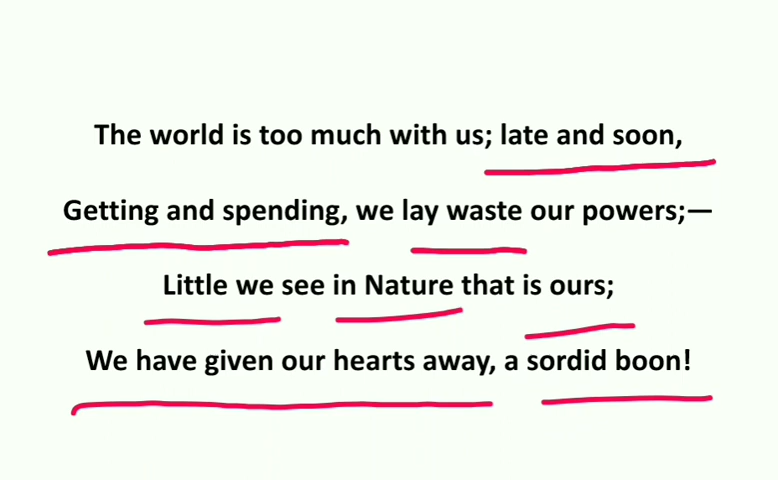 The world is too much with us; late and soon,
Getting and spending, we lay waste our powers;—
Little we see in Nature that is ours;
We have given our hearts away, a sordid boon!